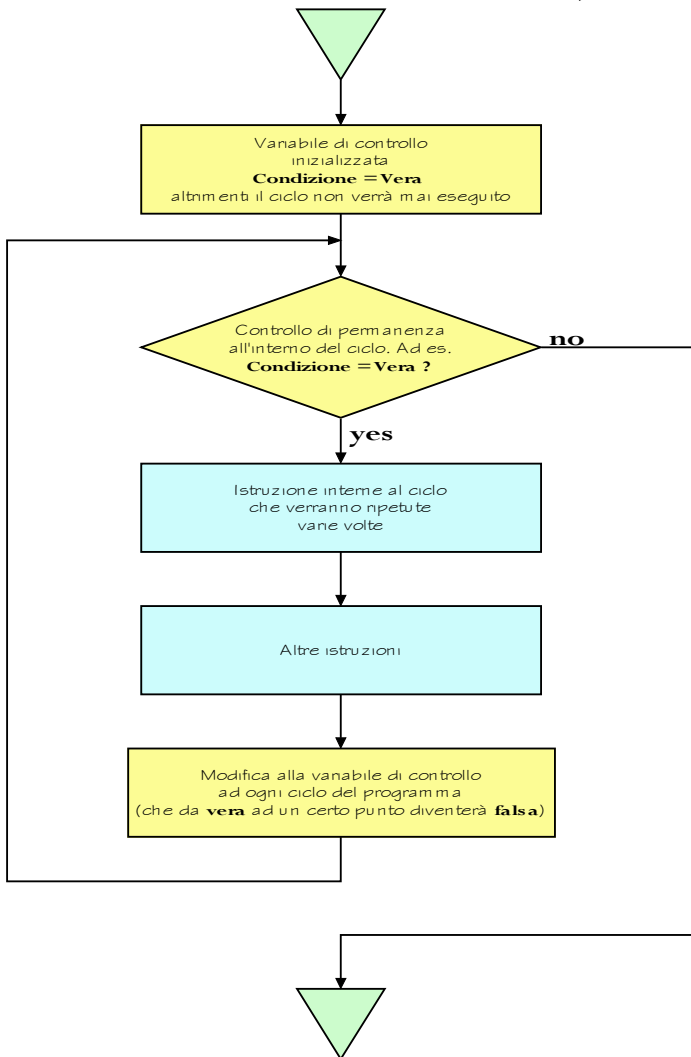 Variabile di controllo
inizializzata
Condizione = Vera
altrimenti il ciclo non verrà mai eseguito
Controllo di permanenza
all'interno del ciclo. Ad es.
Condizione = Vera ?
no
yes
Istruzione interne al ciclo
che verranno ripetute
varie volte
Altre istruzioni
Modifica alla variabile di controllo
ad ogni ciclo del programma
(che da vera ad un certo punto diventerà falsa)